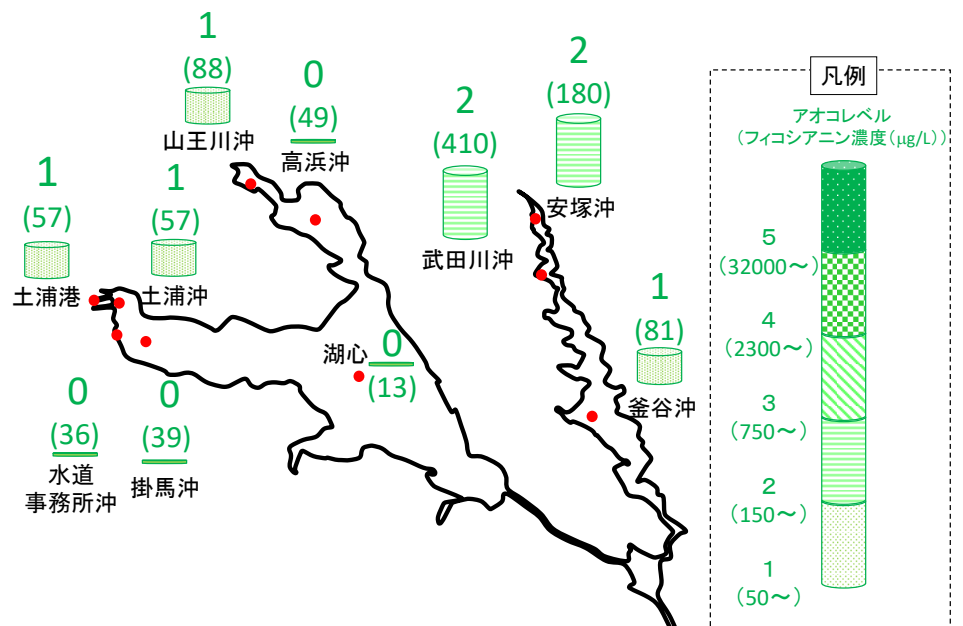 1
(88)
山王川沖
0
(49)
高浜沖
2
(410)
武田川沖
2
(180)
安塚沖
1
(57)
土浦港
1
(57)
土浦沖
湖心
0
(13)
1
(81)
釜谷沖
0
(36)
水道
事務所沖
0
(39)
掛馬沖
凡例
アオコレベル
(フィコシアニン濃度(μg/L))
5
(32000～)
4
(2300～)
3
(750～)
2
(150～)
1
(50～)